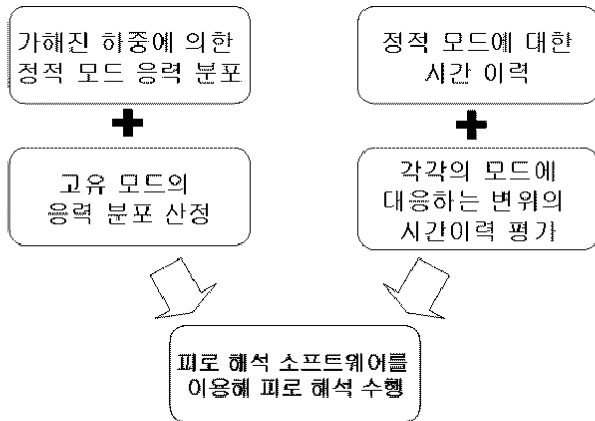 가해진 하중에 의한
정적 모드 응력 분포
고유 모드의
응력 분포 산정
정적 모드에 대한
시간 이력
각각의 모드에
대응하는 변위의
시간이력 평가
피로 해석 소프트웨어를
이용해 피로 해석 수행